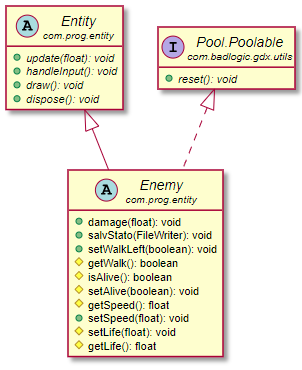 A Entity
com.prog.entity
update(float): void
handleInput(): void
draw(): void
dispose(): void
I Pool.Poolable
com.badlogic.gdx.utils
reset(): void
A Enemy
com.prog.entity
damage(float): void
salvStato(FileWriter): void
setWalkLeft(boolean): void
getWalk(): boolean
isAlive(): boolean
setAlive(boolean): void
getSpeed(): float
setSpeed(float): void
setLife(float): void
getLife(): float